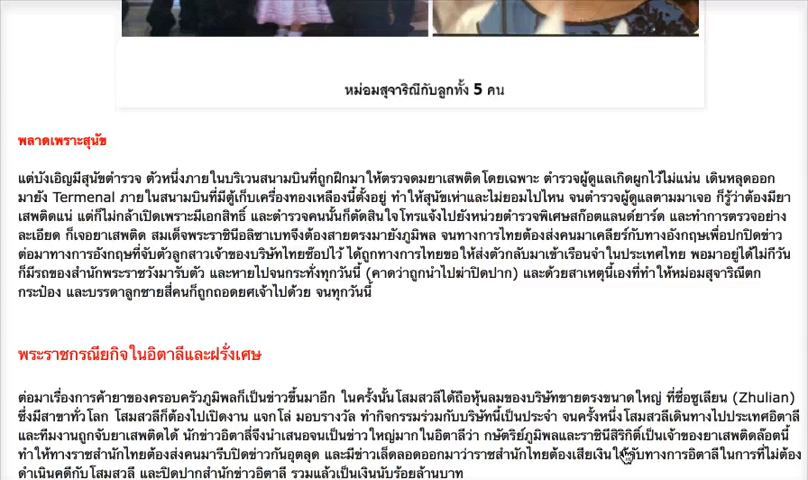 หม่อมสุจาริณีกับลูกทั้ง 5 คน
พลาดเพราะสุนัข
แต่บังเอิญมีสุนัขตำรวจ ตัวหนึ่งภายในบริเวนสนามบินที่ถูกฝึกมาให้ตรวจดมยาเสพติดโดยเฉพาะ ตำรวจผู้ดูแลเกิดผูกไว้ไม่แน่น เดินหลุดออก
มายัง Termenal ภายในสนามบินที่มีตู้เก็บเครื่องทองเหลืองนี้ตั้งอยู่ ทำให้สุนัขเห่าและไม่ยอมไปไหน จนตำรวจผู้ดูแลตามมาเจอ ก็รู้ว่าต้องมียา
เสพติดแน่ แต่ก็ไม่กล้าเปิดเพราะมีเอกสิทธิ์ และตำรวจคนนั้นก็ตัดสินใจโทรแจ้งไปยังหน่วยตำรวจพิเศษสก๊อตแลนด์ยาร์ด และทำการตรวจอย่าง
ละเอียด ก็เจอยาเสพติด สมเด็จพระราชินีอลิซาเบทจึงต้องสายตรงมายังภูมิพล จนทางการไทยต้องส่งคนมาเคลียร์กับทางอังกฤษเพื่อปกปิดข่าว
ต่อมาทางการอังกฤษที่จับตัวลูกสาวเจ้าของบริษัทไทยช๊อปไว้ ได้ถูกทางการไทยขอให้ส่งตัวกลับมาเข้าเรือนจำในประเทศไทย พอมาอยู่ได้ไม่กี่วัน
ก็มีรถของสำนักพระราชวังมารับตัว และหายไปจนกระทั่งทุกวันนี้ (คาดว่าถูกนำไปฆ่าปิดปาก) และด้วยสาเหตุนี้เองที่ทำให้หม่อมสุจาริณีตก
กระป๋อง และบรรดาลูกชายสี่คนก็ถูกถอดยศเจ้าไปด้วย จนทุกวันนี้
พระราชกรณียกิจในอิตาลีและฝรั่งเศษ
ต่อมาเรื่องการค้ายาของครอบครัวภูมิพลก็เป็นข่าวขึ้นมาอีก ในครั้งนั้นโสมสวลีได้ถือหุ้นลมของบริษัทขายตรงขนาดใหญ่ ที่ชื่อซูเลียน (Zhulian)
ซึ่งมีสาขาทั่วโลก โสมสวลีก็ต้องไปเปิดงาน แจกโล่ มอบรางวัล ทำกิจกรรมร่วมกับบริษัทนี้เป็นประจำ จนครั้งหนึ่งโสมสวลีเดินทางไปประเทศอิตาลี
และทีมงานถูกจับยาเสพติดได้ นักข่าวอิตาลี่จึงนำเสนอจนเป็นข่าวใหญ่มากในอิตาลีว่า กษัตริย์ภูมิพลและราชินีสิริกิติ์เป็นเจ้าของยาเสพติดล๊อตนี้
ทำให้ทางราชสำนักไทยต้องส่งคนมารีบปิดข่าวกันอุตลุด และมีข่าวเล็ดลอดออกมาว่าราชสำนักไทยต้องเสียเงินให้กับทางการอิตาลีในการที่ไม่ต้อง
ดำเนินคดีกับโสมสวลี และปิดปากสำนักข่าวอิตาลี รวมแล้วเป็นเงินนับร้อยล้านบาท